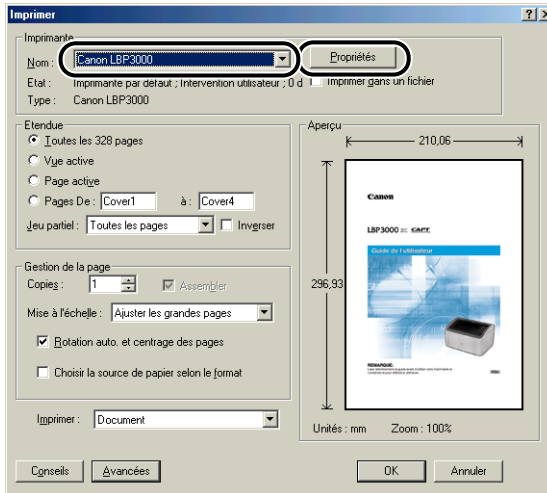 Imprimer
Imprimante
Nom : Canon LBP3000 Propriétés
Etat : Imprimante par défaut ; Intervention utilisateur ; 0 d Imprimer dans un fichier
Type : Canon LBP3000
Etendue
Toutes les 328 pages
Vue active
Page active
Pages De : Cover1 à : Cover4
Jeu partiel : Toutes les pages Inverser
Gestion de la page
Copies : 1 Assembler
Mise à l'échelle : Ajuster les grandes pages
Rotation auto. et centrage des pages
Choisir la source de papier selon le format
Imprimer : Document
Aperçu
210,06
296,93
Canon
LBP3000 CAPT
Guide de l'utilisateur
REMARQUE:
Unités : mm Zoom : 100%
Conseils Avancées OK Annuler